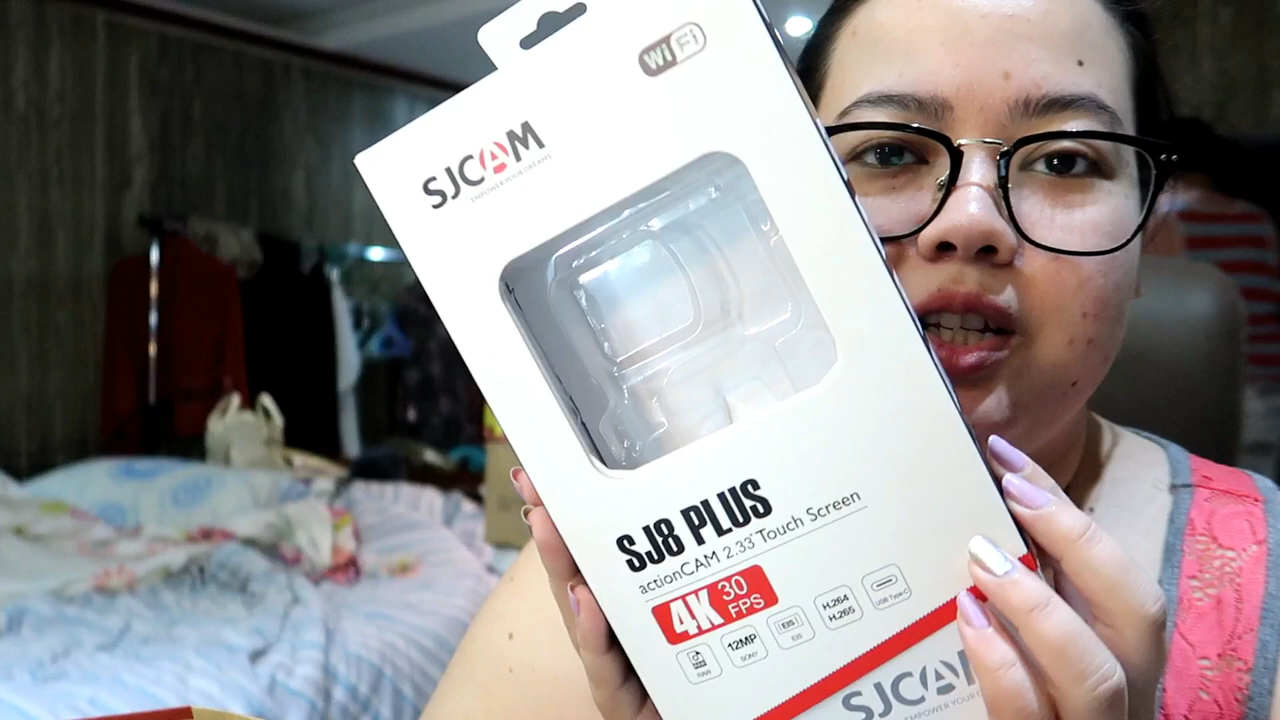 WiFi
SJCAM
EMPOWER YOUR DREAMS
SJ8 PLUS
actionCAM 2.33" Touch Screen
4K 30 FPS
RAW
12MP
SONY
EIS
EIS
H.264
H.265
USB Type-C
SJCAM
EMPOWER YOUR